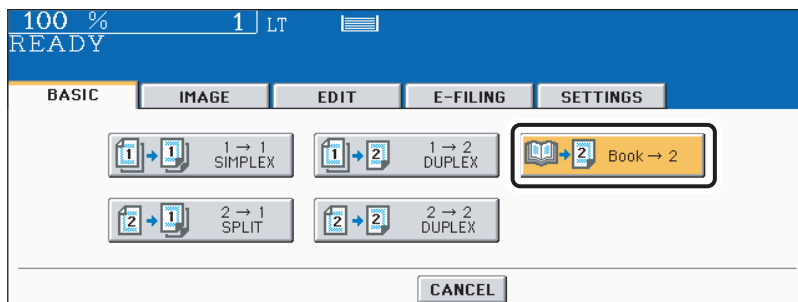 100 % 1 LT
READY
BASIC IMAGE EDIT E-FILING SETTINGS
1 → 1
SIMPLEX
1 → 2
DUPLEX
Book → 2
2 → 1
SPLIT
2 → 2
DUPLEX
CANCEL